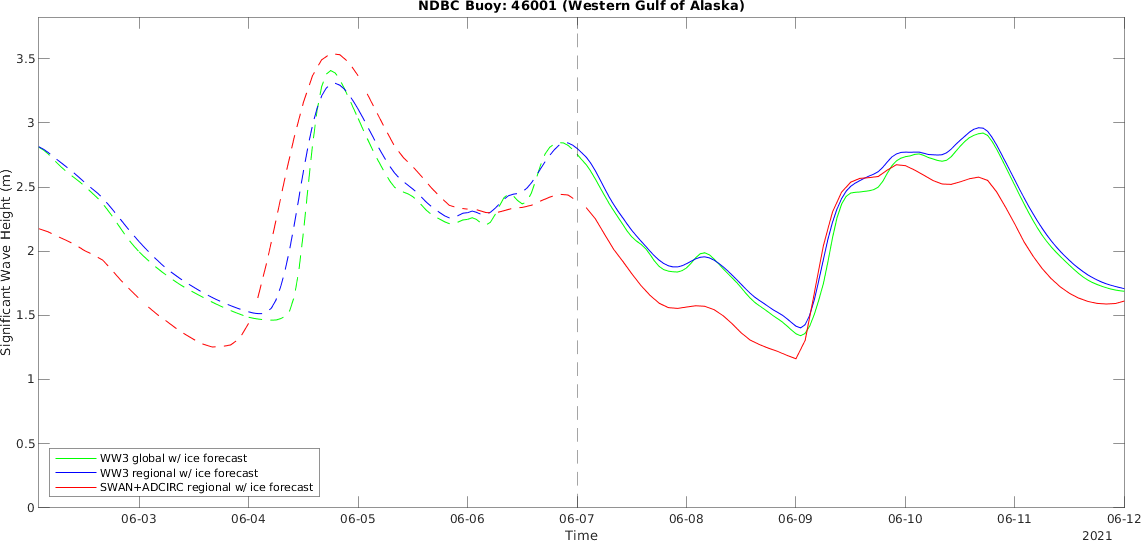 NDBC Buoy: 46001 (Western Gulf of Alaska)
Significant Wave Height (m)
3.5
3
2.5
2
1.5
1
0.5
0
WW3 global w/ ice forecast
WW3 regional w/ ice forecast
SWAN+ADCIRC regional w/ ice forecast
06-03 06-04 06-05 06-06 06-07 06-08 06-09 06-10 06-11 06-12
Time
2021